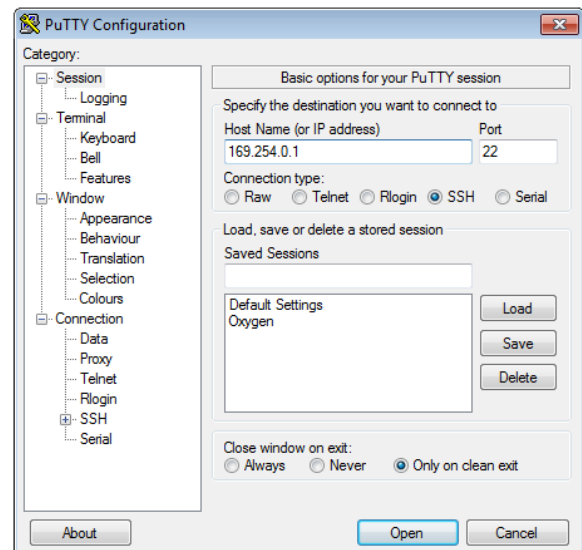 PuTTY Configuration
Category:
Session
Logging
Terminal
Keyboard
Bell
Features
Window
Appearance
Behaviour
Translation
Selection
Colours
Connection
Data
Proxy
Telnet
Rlogin
SSH
Serial
Basic options for your PuTTY session
Specify the destination you want to connect to
Host Name (or IP address) Port
169.254.0.1 22
Connection type:
Raw Telnet Rlogin SSH Serial
Load, save or delete a stored session
Saved Sessions
Default Settings
Oxygen
Load
Save
Delete
Close window on exit:
Always Never Only on clean exit
About Open Cancel